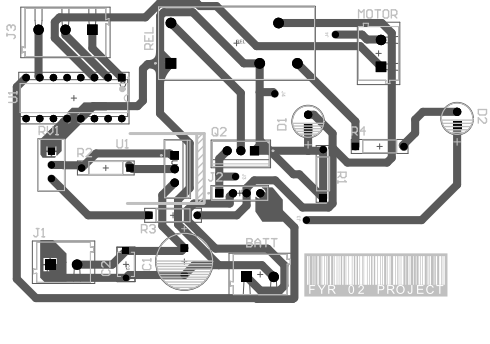 MOTOR
J3
REL
U1
D1
D2
Q2
R4
RV1
U1
R2
J2
R1
R3
J1
C2
C1
BATT
FYR 02 PROJECT